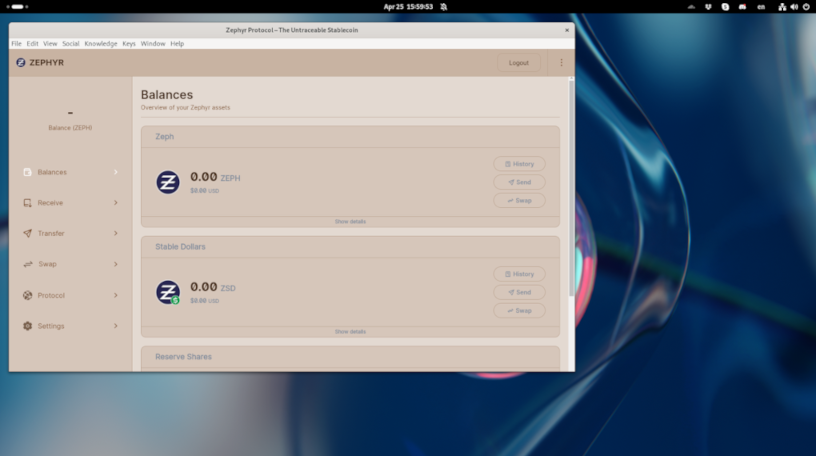 Apr 25 15:59:53
en
Zephyr Protocol – The Untraceable Stablecoin
File Edit View Social Knowledge Keys Window Help
ZEPHYR
Logout
-
Balance (ZEPH)
Balances
Receive
Transfer
Swap
Protocol
Settings
Balances
Overview of your Zephyr assets
Zeph
0.00 ZEPH
$0.00 USD
History
Send
Swap
Show details
Stable Dollars
0.00 ZSD
$0.00 USD
History
Send
Swap
Show details
Reserve Shares